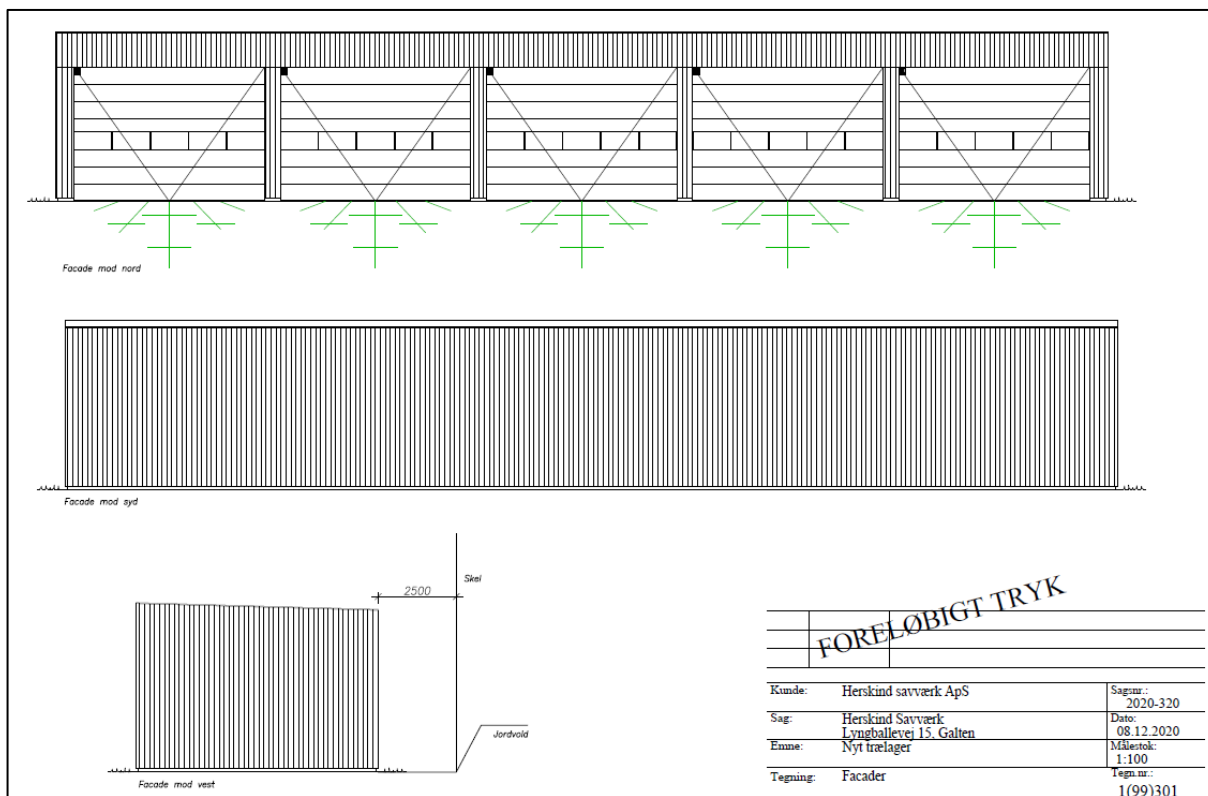 Facade mod nord
Facade mod syd
2500
Skel
Jordvold
Facade mod vest
FORELØBIGT TRYK
Kunde: Herskind savværk ApS
Sagsnr.:
2020-320
Sag: Herskind Savværk
Lyngballevej 15, Galten
Dato:
08.12.2020
Emne: Nyt trælager
Målestok:
1:100
Tegning: Facader
Tegn.nr.:
1(99)301